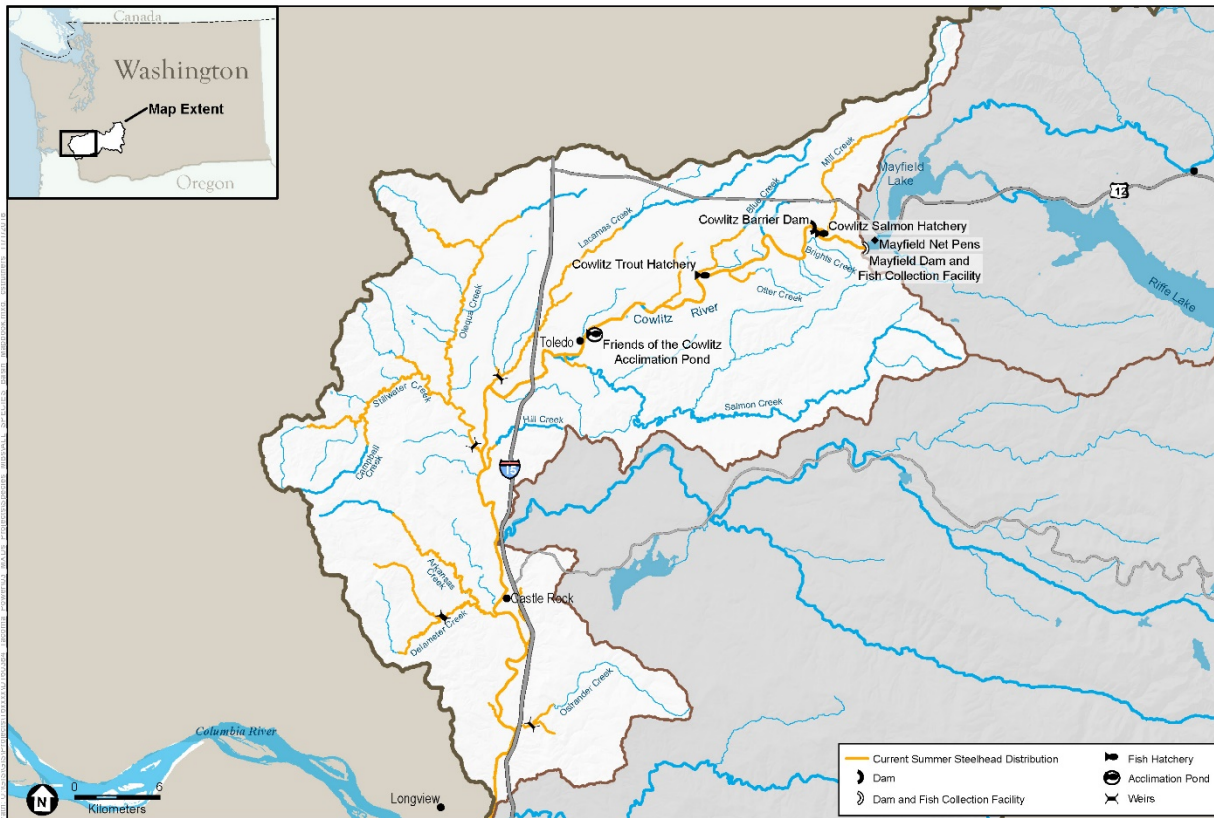 Canada
Washington
Map Extent
Oregon
Mill Creek
Mayfield
Lake
12
Blue Creek
Lacamas Creek
Cowlitz Barrier Dam
Cowlitz Salmon Hatchery
Mayfield Net Pens
Mayfield Dam and
Fish Collection Facility
Brights Creek
Cowlitz Trout Hatchery
Otter Creek
Riffe Lake
Olequa Creek
Cowlitz River
Toledo
Friends of the Cowlitz
Acclimation Pond
Stillwater Creek
Salmon Creek
Hill Creek
Campbell
Creek
15
Arkansas
Creek
Castle Rock
Delameter Creek
Ostrander Creek
Columbia River
Longview
N
0 6
Kilometers
Current Summer Steelhead Distribution
Dam
Dam and Fish Collection Facility
Fish Hatchery
Acclimation Pond
Weirs